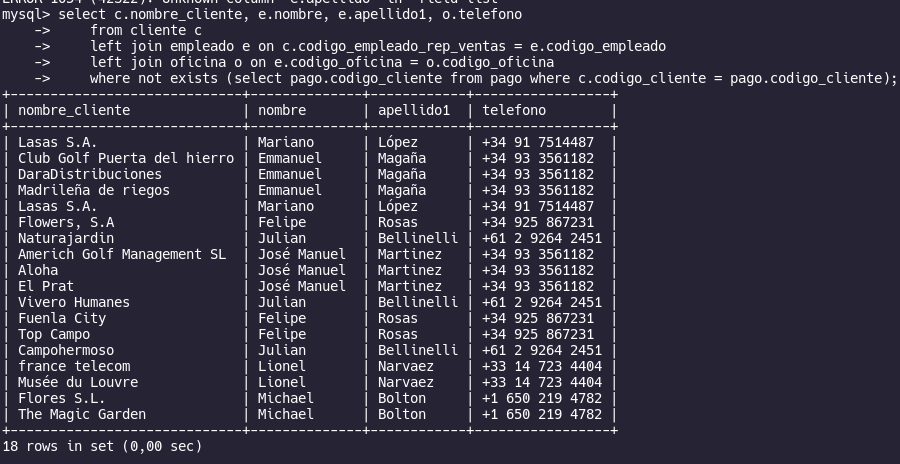 mysql> select c.nombre_cliente, e.nombre, e.apellido1, o.telefono
    ->     from cliente c
    ->     left join empleado e on c.codigo_empleado_rep_ventas = e.codigo_empleado
    ->     left join oficina o on e.codigo_oficina = o.codigo_oficina
    ->     where not exists (select pago.codigo_cliente from pago where c.codigo_cliente = pago.codigo_cliente);
+-----------------------------+--------------+------------+-----------------+
| nombre_cliente              | nombre       | apellido1  | telefono        |
+-----------------------------+--------------+------------+-----------------+
| Lasas S.A.                  | Mariano      | López      | +34 91 7514487  |
| Club Golf Puerta del hierro | Emmanuel     | Magaña     | +34 93 3561182  |
| DaraDistribuciones          | Emmanuel     | Magaña     | +34 93 3561182  |
| Madrileña de riegos         | Emmanuel     | Magaña     | +34 93 3561182  |
| Lasas S.A.                  | Mariano      | López      | +34 91 7514487  |
| Flowers, S.A                | Felipe       | Rosas      | +34 925 867231  |
| Naturajardin                | Julian       | Bellinelli | +61 2 9264 2451 |
| Americh Golf Management SL  | José Manuel  | Martinez   | +34 93 3561182  |
| Aloha                       | José Manuel  | Martinez   | +34 93 3561182  |
| El Prat                     | José Manuel  | Martinez   | +34 93 3561182  |
| Vivero Humanes              | Julian       | Bellinelli | +61 2 9264 2451 |
| Fuenla City                 | Felipe       | Rosas      | +34 925 867231  |
| Top Campo                   | Felipe       | Rosas      | +34 925 867231  |
| Campohermoso                | Julian       | Bellinelli | +61 2 9264 2451 |
| france telecom              | Lionel       | Narvaez    | +33 14 723 4404 |
| Musée du Louvre             | Lionel       | Narvaez    | +33 14 723 4404 |
| Flores S.L.                 | Michael      | Bolton     | +1 650 219 4782 |
| The Magic Garden            | Michael      | Bolton     | +1 650 219 4782 |
+-----------------------------+--------------+------------+-----------------+
18 rows in set (0,00 sec)